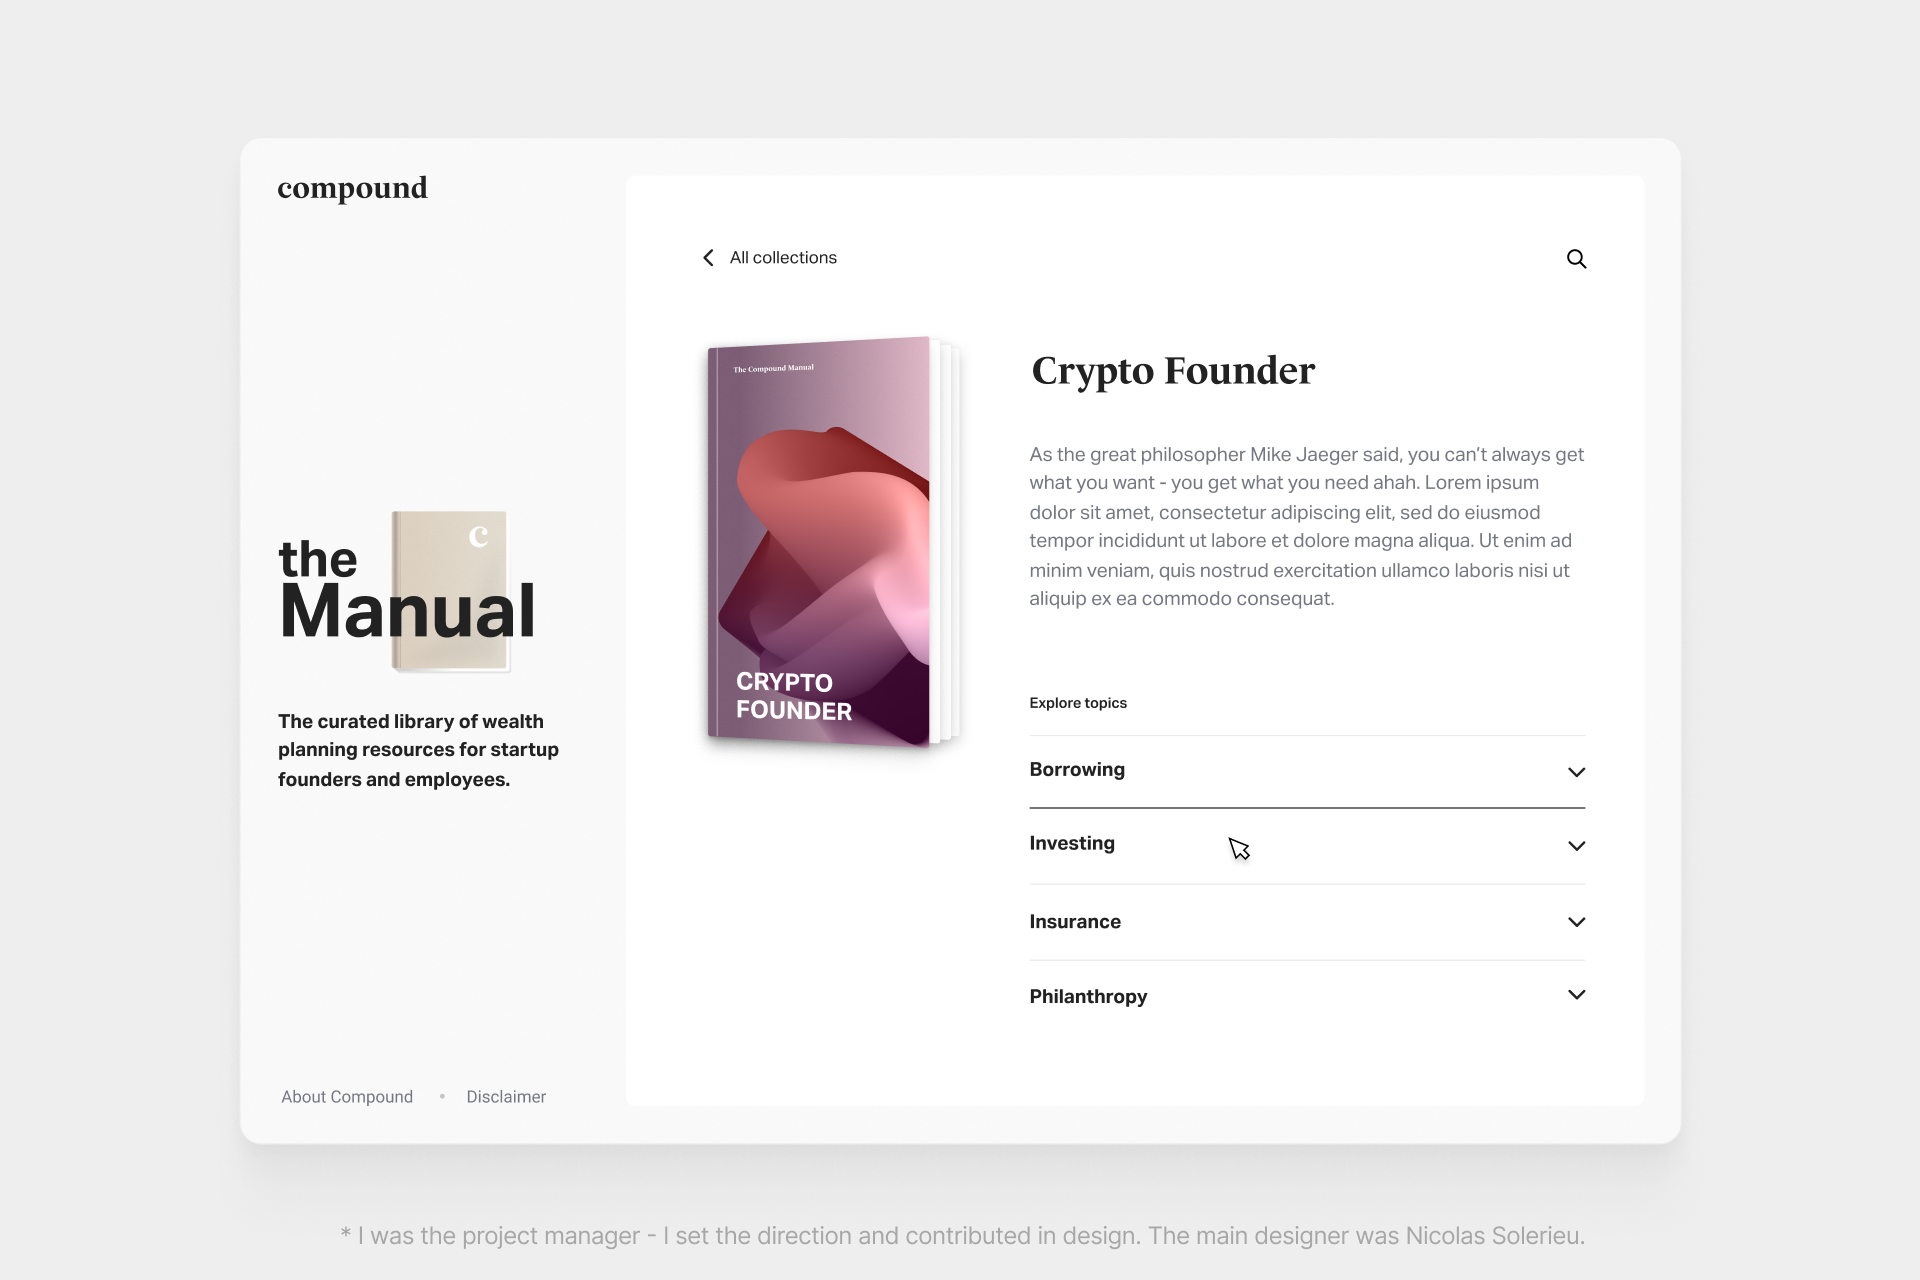 compound
All collections
The Compound Manual
CRYPTO
FOUNDER
c
the
Manual
The curated library of wealth
planning resources for startup
founders and employees.
Crypto Founder
As the great philosopher Mike Jaeger said, you can’t always get
what you want - you get what you need ahah. Lorem ipsum
dolor sit amet, consectetur adipiscing elit, sed do eiusmod
tempor incididunt ut labore et dolore magna aliqua. Ut enim ad
minim veniam, quis nostrud exercitation ullamco laboris nisi ut
aliquip ex ea commodo consequat.
Explore topics
Borrowing
Investing
Insurance
Philanthropy
About Compound • Disclaimer
* I was the project manager - I set the direction and contributed in design. The main designer was Nicolas Solerieu.